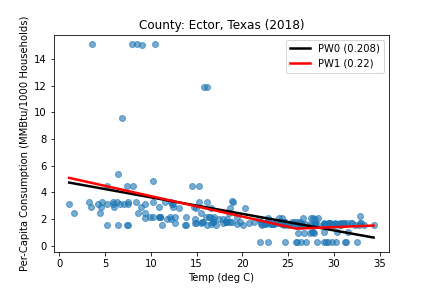 County: Ector, Texas (2018)
Per-Capita Consumption (MMBtu/1000 Households)
14
12
10
8
6
4
2
0
PW0 (0.208)
PW1 (0.22)
0 5 10 15 20 25 30 35
Temp (deg C)